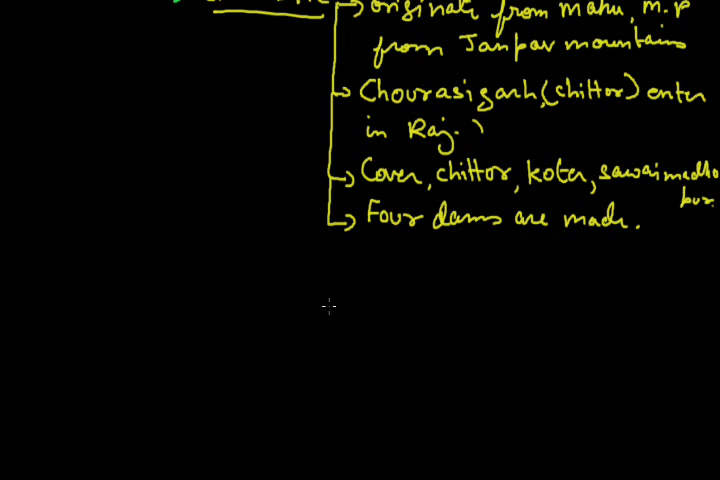 originate from mahu, M.P
from Janpav mountains
Chourasigarh, (chittor) enter
in Raj. )
Cover, chittor, kota, sawaimadho
pur.
Four dams are made.